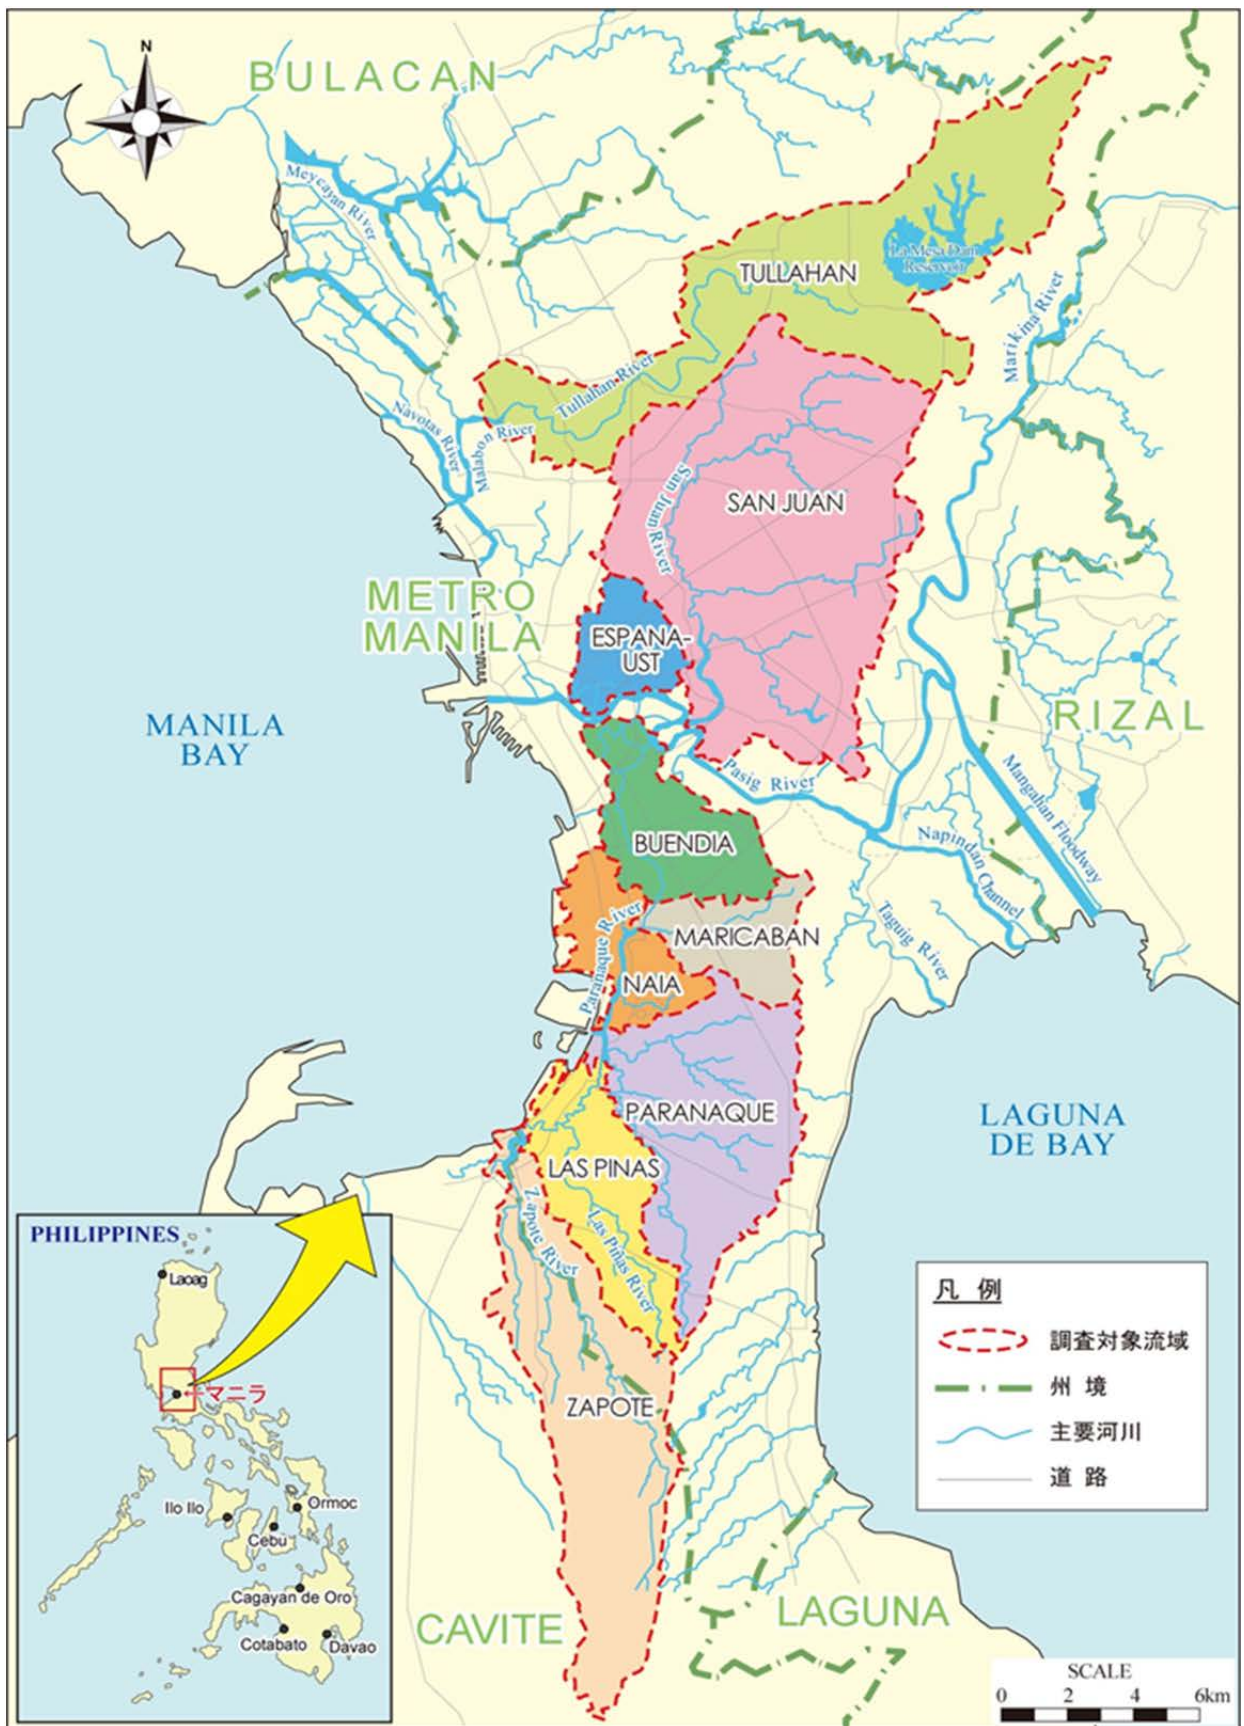 N
BULACAN
Meycayan River
TULLAHAN
La Mesa Dam
Reservoir
Marikina River
Tullahan River
Navotas River
Malabon River
San Juan River
SAN JUAN
METRO
MANILA
ESPANA-
UST
RIZAL
MANILA
BAY
Pasig River
Mangahan Floodway
BUENDIA
Napindan Channel
Taguig River
Paranaque River
MARICABAN
NAIA
PARANAQUE
LAGUNA
DE BAY
LAS PINAS
Zapote River
Las Pinas River
ZAPOTE
CAVITE
LAGUNA
PHILIPPINES
Laoag
←マニラ
Ilo Ilo
Ormoc
Cebu
Cagayan de Oro
Cotabato
Davao
凡 例
調査対象流域
州 境
主要河川
道 路
SCALE
0 2 4 6km